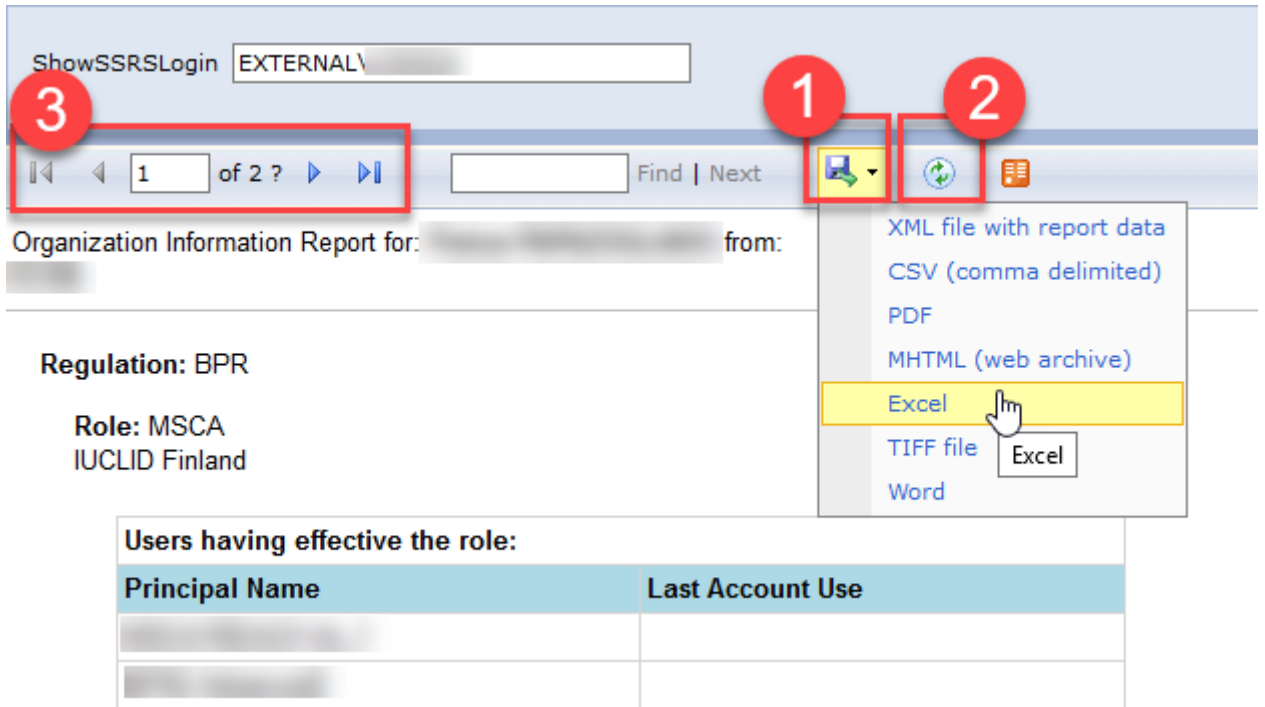 ShowSSRSLogin EXTERNAL\
3
1
2
1 of 2 ? Find | Next
Organization Information Report for: from:
XML file with report data
CSV (comma delimited)
PDF
MHTML (web archive)
Excel
TIFF file
Excel
Word
Regulation: BPR
Role: MSCA
IUCLID Finland
Users having effective the role:
Principal Name Last Account Use